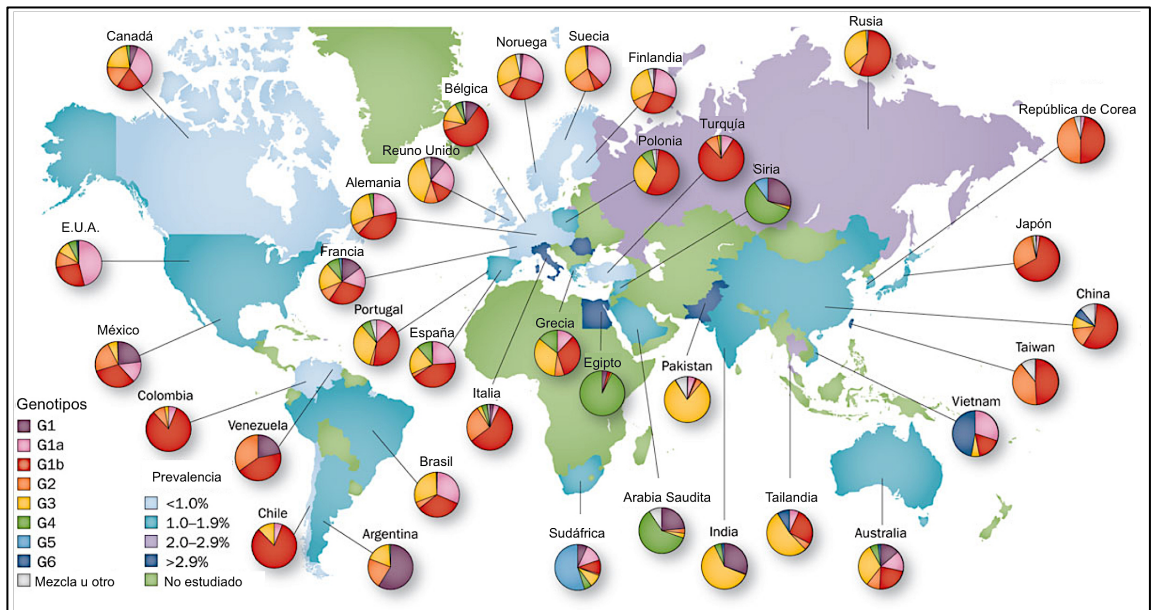 Canadá
Noruega
Suecia
Finlandia
Rusia
Bélgica
República de Corea
Turquía
Polonia
Reuno Unido
Siria
Alemania
E.U.A.
Japón
Francia
China
Portugal
España
Grecia
México
Egipto
Pakistan
Taiwan
Italia
Colombia
Vietnam
Venezuela
Brasil
Genotipos
G1
G1a
G1b
G2
G3
G4
G5
G6
Mezcla u otro
Prevalencia
<1.0%
1.0–1.9%
2.0–2.9%
>2.9%
No estudiado
Chile
Argentina
Sudáfrica
Arabia Saudita
India
Tailandia
Australia